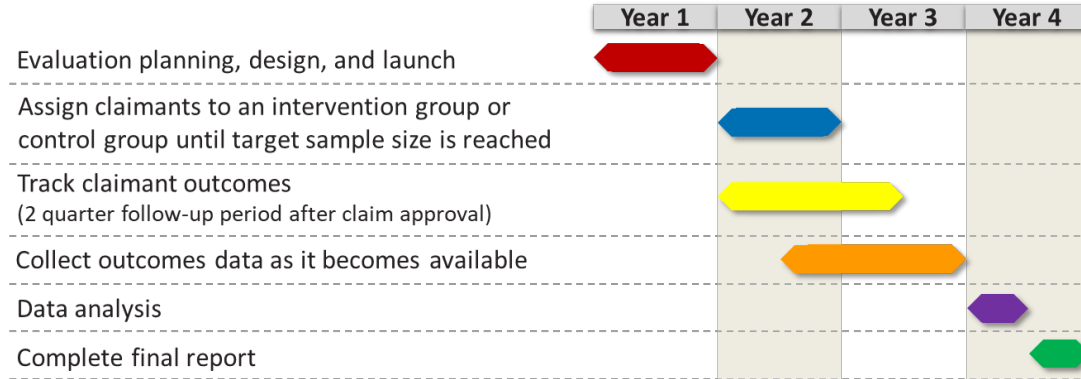 Year 1 Year 2 Year 3 Year 4
Evaluation planning, design, and launch
Assign claimants to an intervention group or
control group until target sample size is reached
Track claimant outcomes
(2 quarter follow-up period after claim approval)
Collect outcomes data as it becomes available
Data analysis
Complete final report